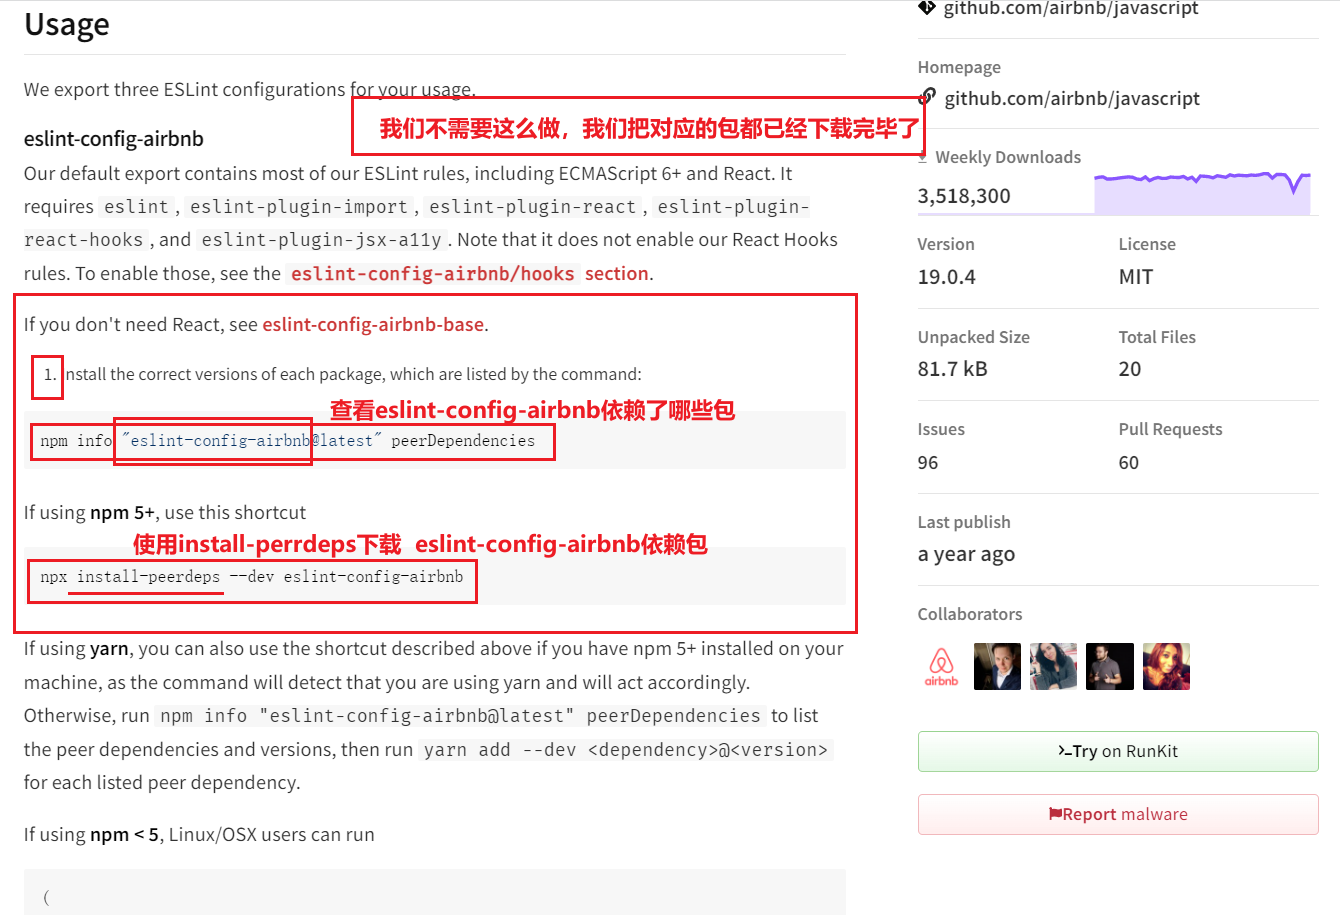 Usage
We export three ESLint configurations for your usage.
我们不需要这么做，我们把对应的包都已经下载完毕了
eslint-config-airbnb
Our default export contains most of our ESLint rules, including ECMAScript 6+ and React. It
requires eslint, eslint-plugin-import, eslint-plugin-react, eslint-plugin-
react-hooks, and eslint-plugin-jsx-a11y. Note that it does not enable our React Hooks
rules. To enable those, see the eslint-config-airbnb/hooks section.
If you don't need React, see eslint-config-airbnb-base.
1. nstall the correct versions of each package, which are listed by the command:
查看eslint-config-airbnb依赖了哪些包
npm info "eslint-config-airbnb@latest" peerDependencies
If using npm 5+, use this shortcut
使用install-perrdeps下载 eslint-config-airbnb依赖包
npx install-peerdeps --dev eslint-config-airbnb
If using yarn, you can also use the shortcut described above if you have npm 5+ installed on your
machine, as the command will detect that you are using yarn and will act accordingly.
Otherwise, run npm info "eslint-config-airbnb@latest" peerDependencies to list
the peer dependencies and versions, then run yarn add --dev <dependency>@<version>
for each listed peer dependency.
If using npm < 5, Linux/OSX users can run
(
github.com/airbnb/javascript
Homepage
github.com/airbnb/javascript
Weekly Downloads
3,518,300
Version
License
19.0.4
MIT
Unpacked Size
Total Files
81.7 kB
20
Issues
Pull Requests
96
60
Last publish
a year ago
Collaborators
airbnb
Try on RunKit
Report malware